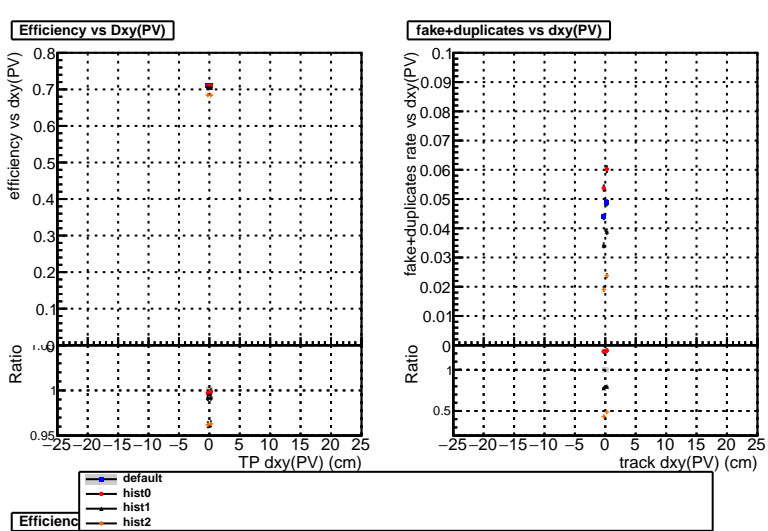 Efficiency vs Dxy(PV)
fake+duplicates vs dxy(PV)
efficiency vs dxy(PV)
0.8
0.7
0.6
0.5
0.4
0.3
0.2
0.1
0
Ratio
1
0.95
−25 −20 −15 −10 −5 0 5 10 15 20 25
TP dxy(PV) (cm)
fake+duplicates rate vs dxy(PV)
0.1
0.09
0.08
0.07
0.06
0.05
0.04
0.03
0.02
0.01
0
Ratio
1
0.5
−25 −20 −15 −10 −5 0 5 10 15 20 25
track dxy(PV) (cm)
default
hist0
hist1
hist2
Efficienc